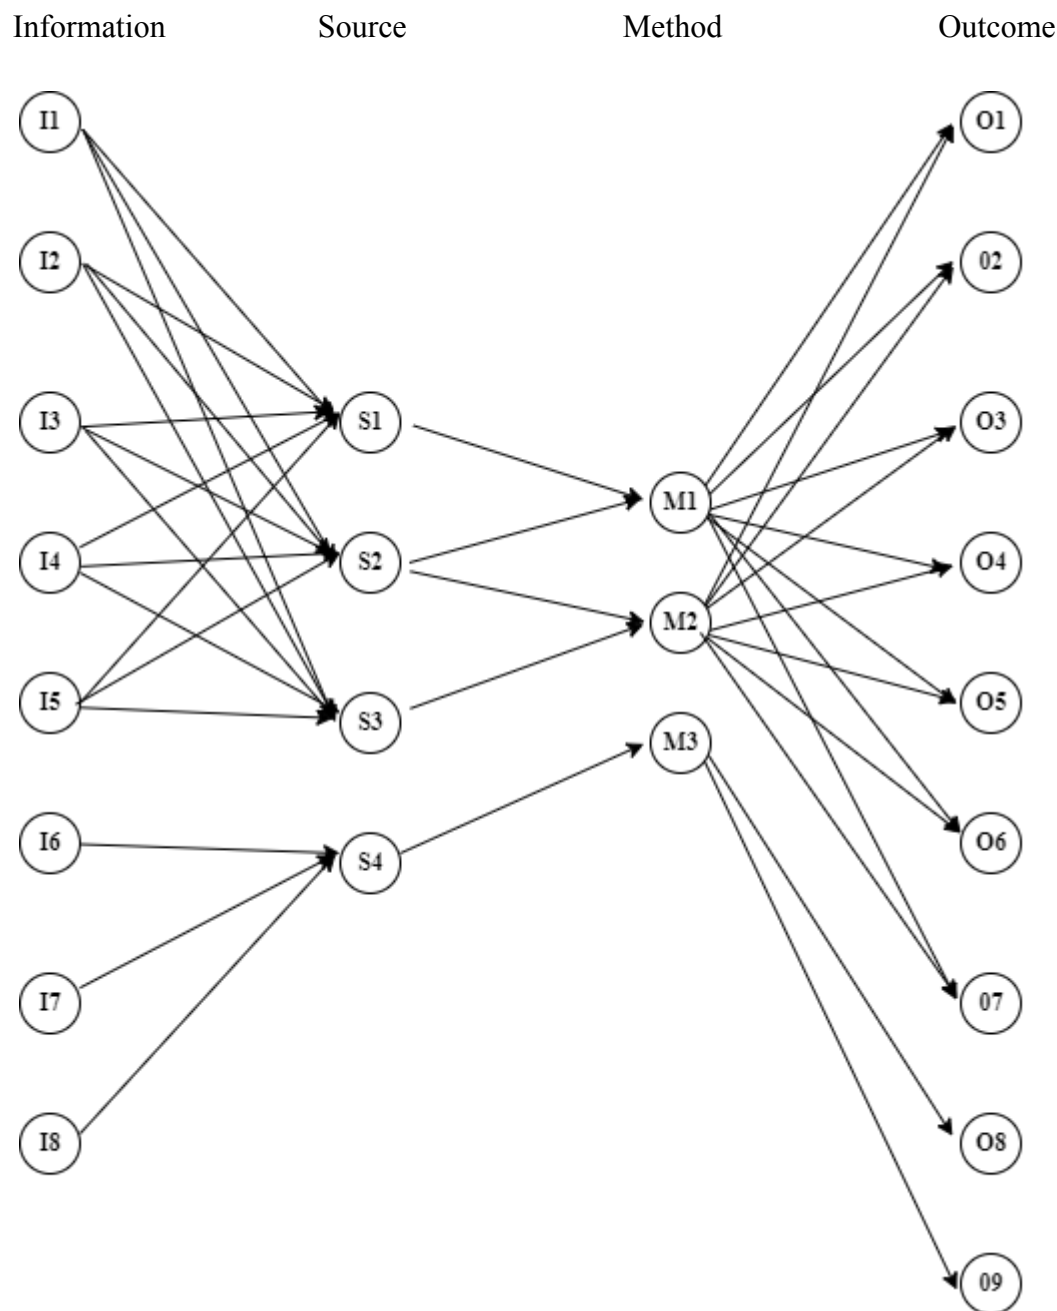 Information Source Method Outcome
I1 O1
I2 02
I3 S1 O3
M1
I4 S2 O4
M2
I5 S3 M3 O5
I6 S4 O6
I7 07
I8 O8
09